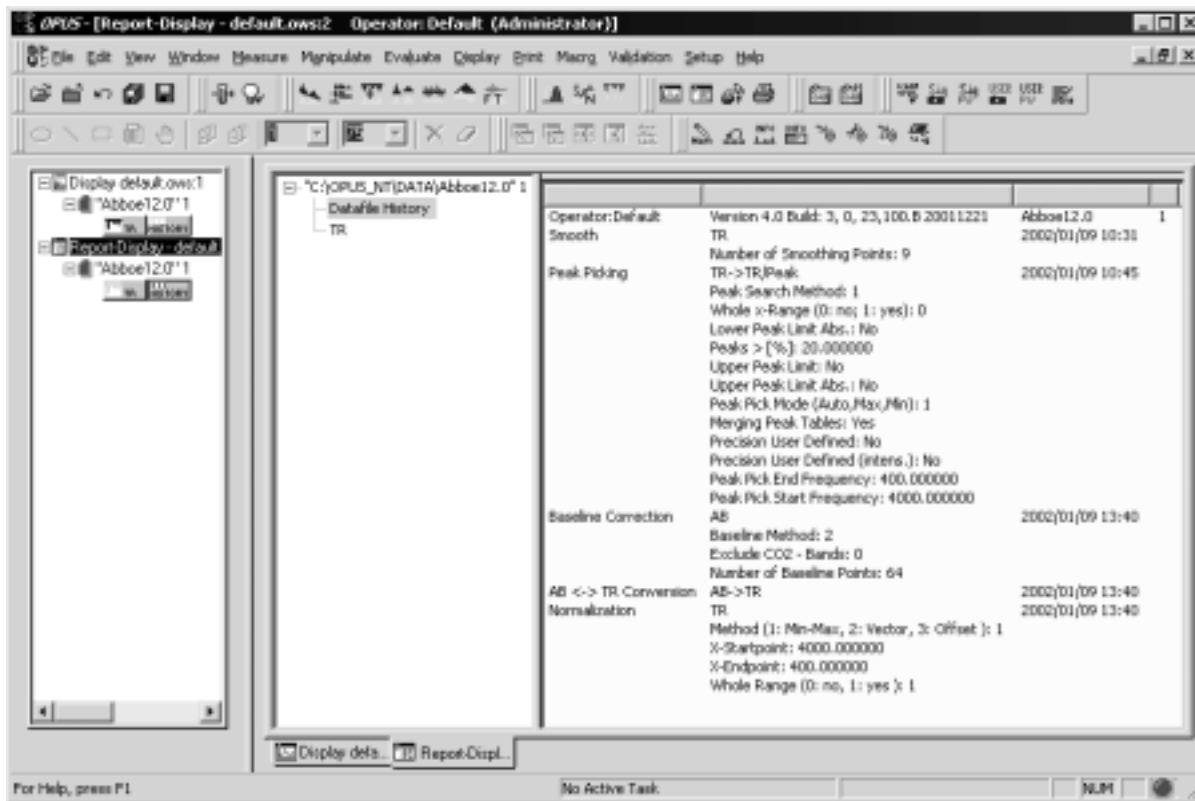 OPUS - [Report-Display - default.ows:2 Operator: Default (Administrator)]
File Edit View Window Measure Manipulate Evaluate Display Print Macro Validation Setup Help
Display default.ows:1
"Abboe12.0" 1
TR HISTORY
Report-Display - default.
"Abboe12.0" 1
TR HISTORY
"C:\OPUS_NT\DATA\Abboe12.0" 1
Datafile History
TR
Operator:Default Version 4.0 Build: 3, 0, 23,100.B 20011221 Abboe12.0 1
Smooth TR 2002/01/09 10:31
Number of Smoothing Points: 9
Peak Picking TR->TR/Peak 2002/01/09 10:45
Peak Search Method: 1
Whole x-Range (0: no; 1: yes): 0
Lower Peak Limit Abs.: No
Peaks > [%]: 20.000000
Upper Peak Limit: No
Upper Peak Limit Abs.: No
Peak Pick Mode (Auto,Max,Min): 1
Merging Peak Tables: Yes
Precision User Defined: No
Precision User Defined (intens.): No
Peak Pick End Frequency: 400.000000
Peak Pick Start Frequency: 4000.000000
Baseline Correction AB 2002/01/09 13:40
Baseline Method: 2
Exclude CO2 - Bands: 0
Number of Baseline Points: 64
AB <-> TR Conversion AB->TR 2002/01/09 13:40
Normalization TR 2002/01/09 13:40
Method (1: Min-Max, 2: Vector, 3: Offset ): 1
X-Startpoint: 4000.000000
X-Endpoint: 400.000000
Whole Range (0: no, 1: yes ): 1
Display defa... Report-Displ...
For Help, press F1 No Active Task NUM